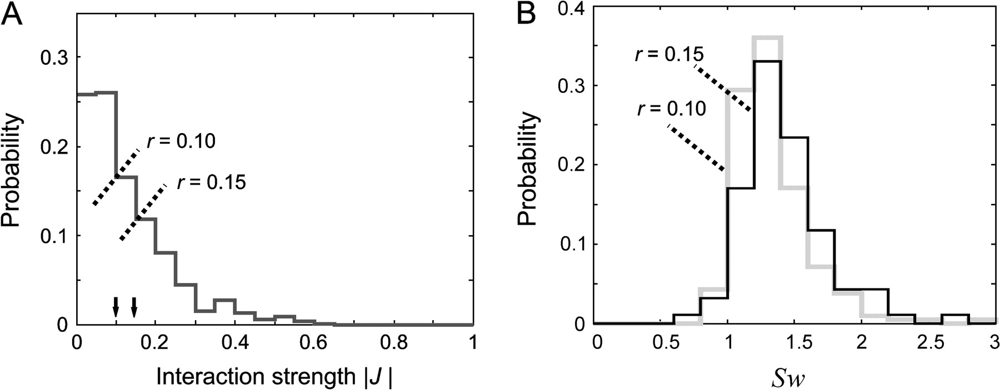 A
Probability
0.3
0.2
0.1
0
r = 0.10
r = 0.15
0 0.2 0.4 0.6 0.8 1
Interaction strength |J |
B
Probability
0.4
0.3
0.2
0.1
0
r = 0.15
r = 0.10
0 0.5 1 1.5 2 2.5 3
Sw